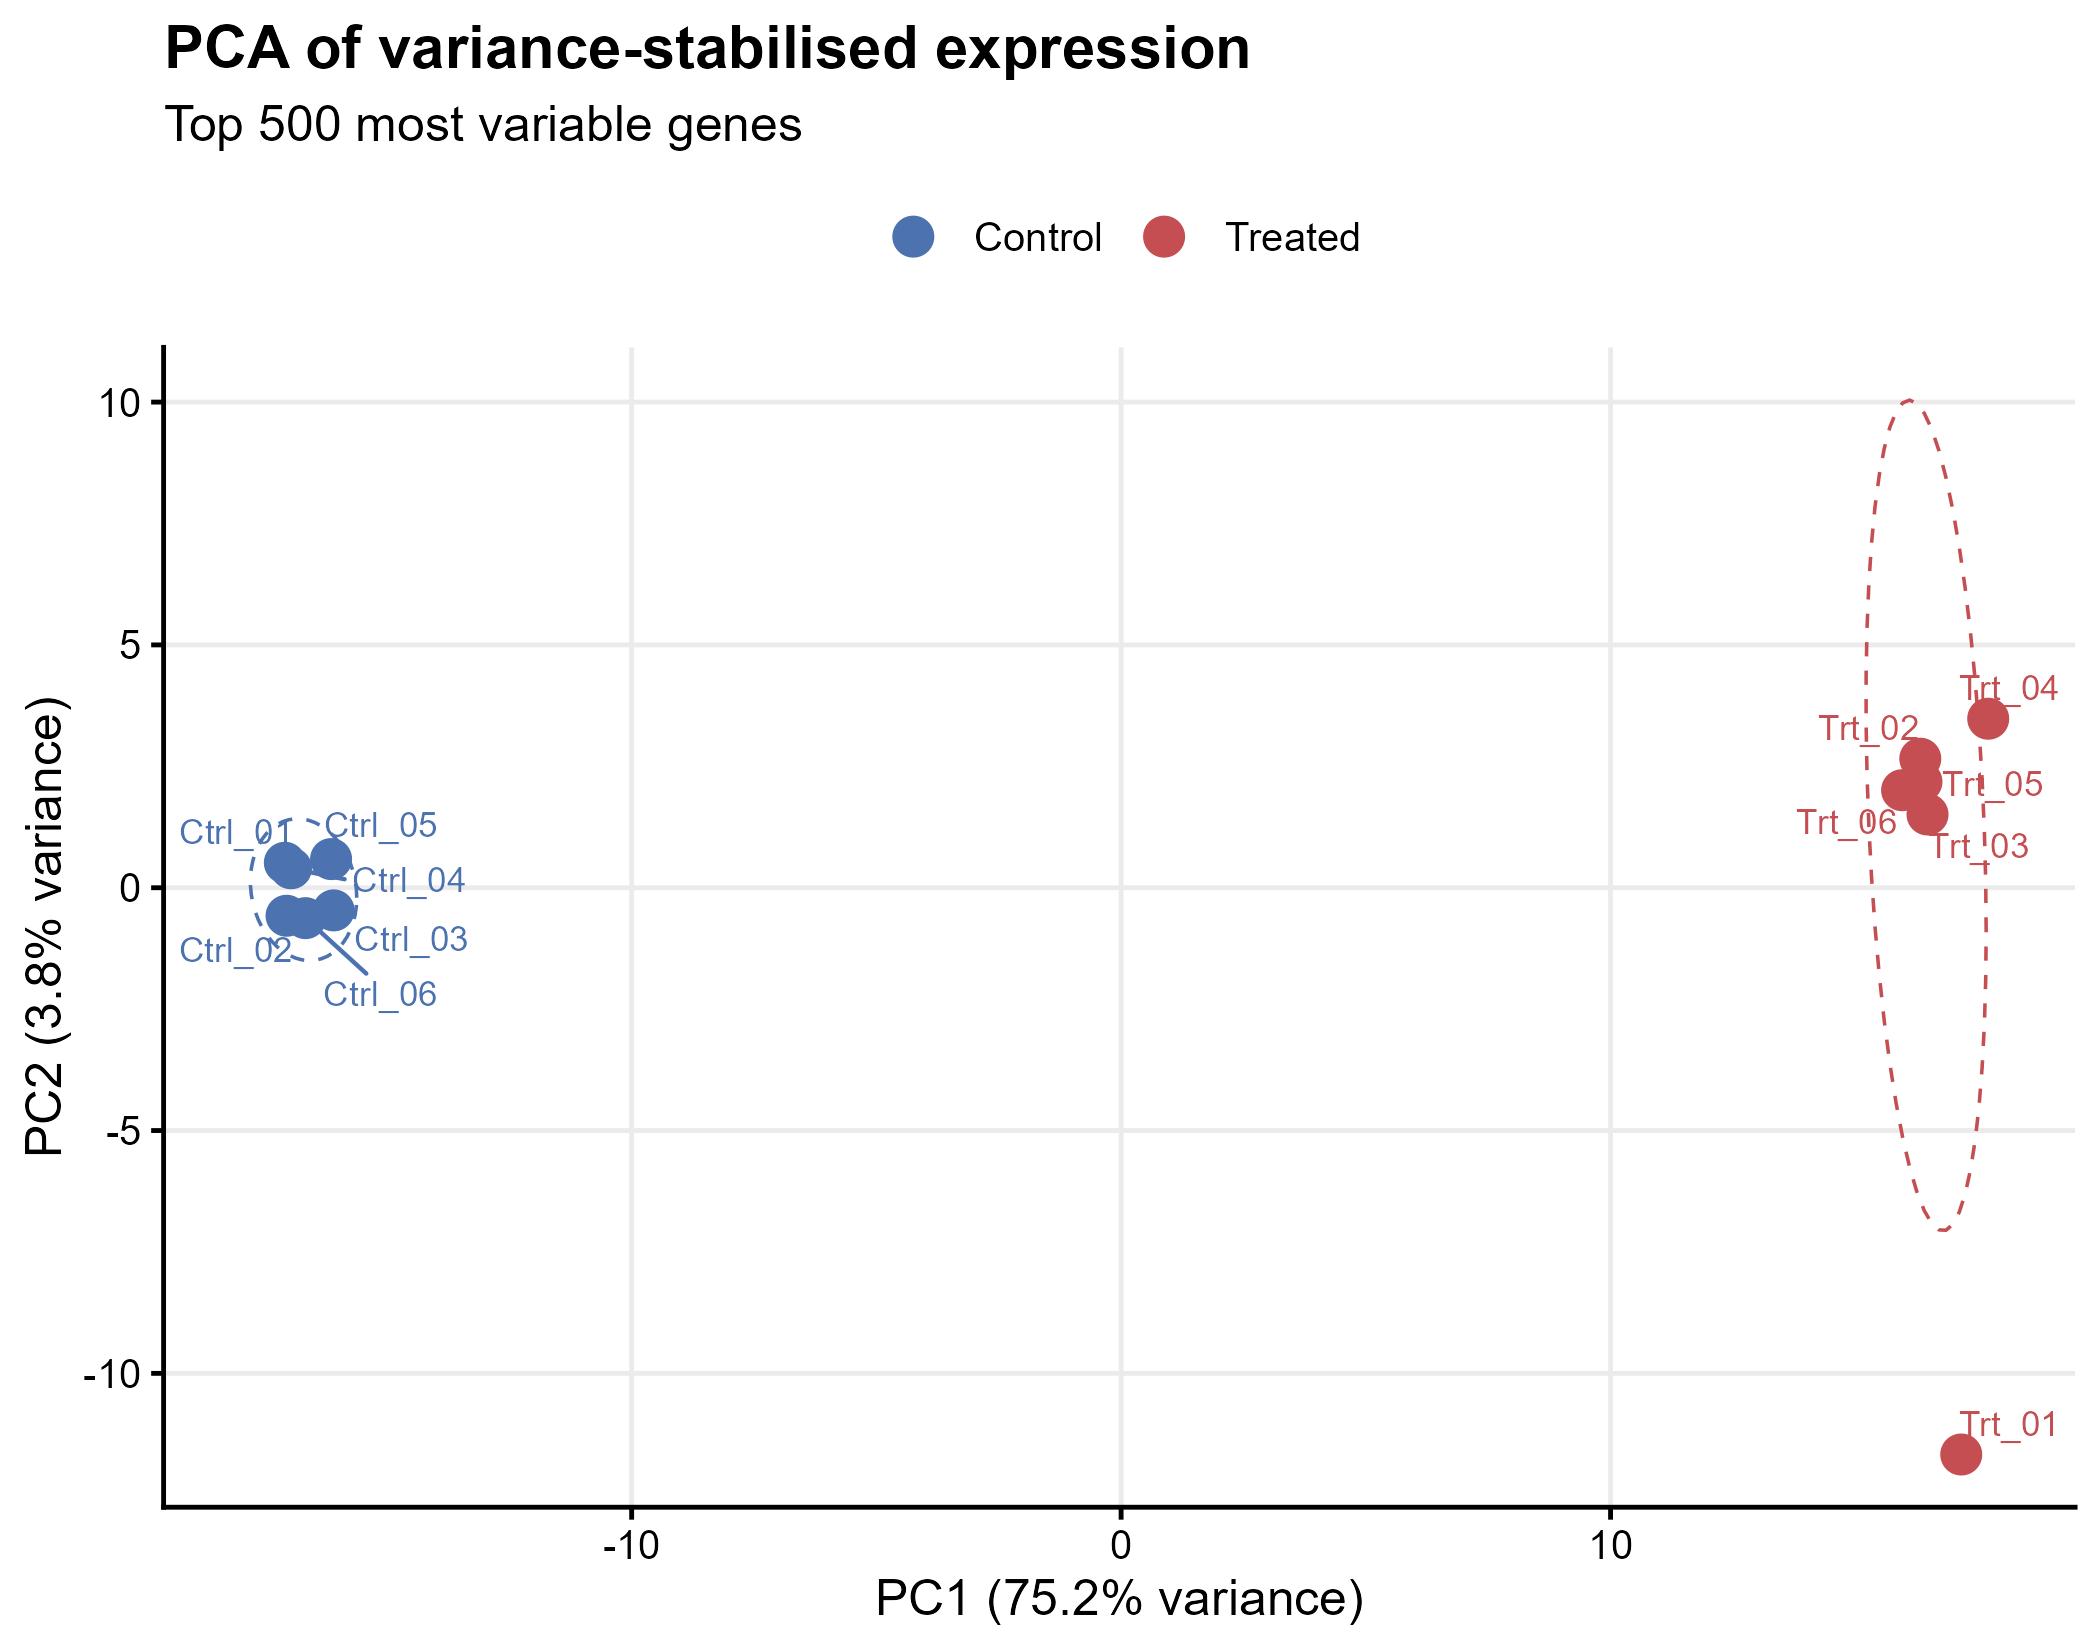 PCA of variance-stabilised expression
Top 500 most variable genes
Control
Treated
10
5
0
-5
-10
PC2 (3.8% variance)
Trt_04
Trt_02
Trt_05
Trt_06
Trt_03
Ctrl_01
Ctrl_05
Ctrl_04
Ctrl_03
Ctrl_02
Ctrl_06
Trt_01
-10
0
10
PC1 (75.2% variance)